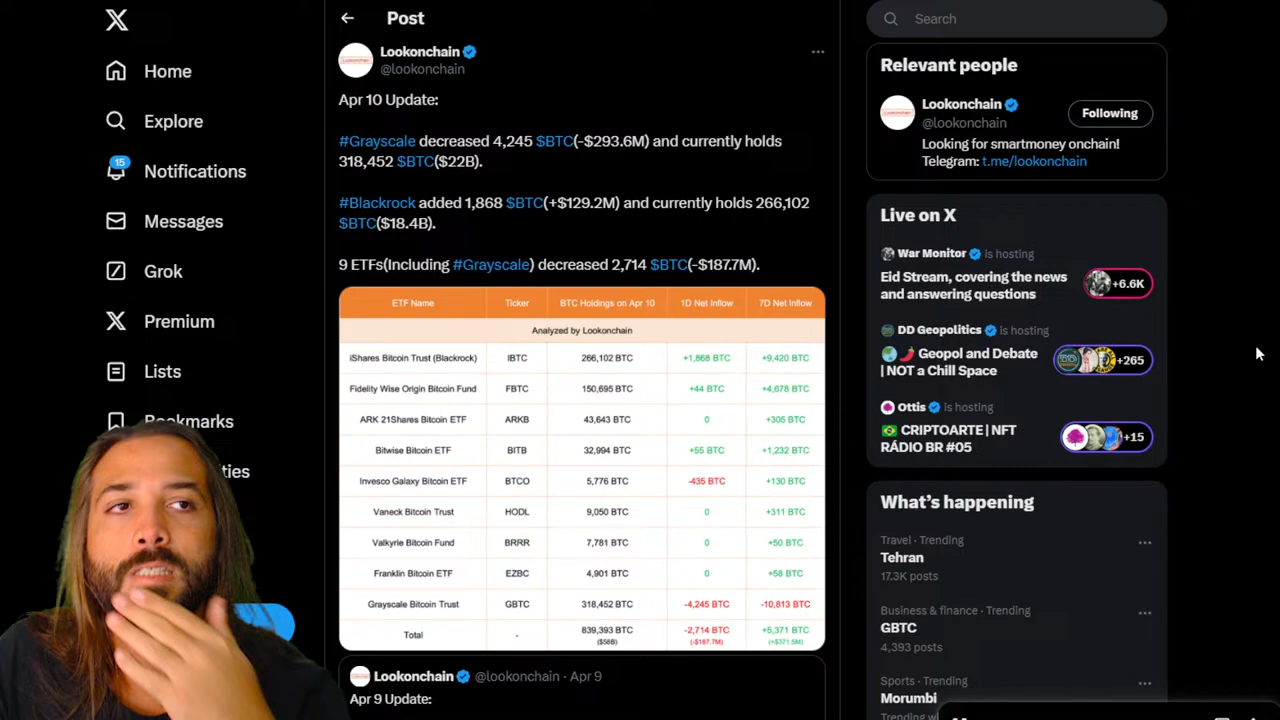 Home
Explore
15
Notifications
Messages
Grok
Premium
Lists
Bookmarks
Post
Lookonchain
@lookonchain
Apr 10 Update:
#Grayscale decreased 4,245 $BTC(-$293.6M) and currently holds
318,452 $BTC($22B).
#Blackrock added 1,868 $BTC(+$129.2M) and currently holds 266,102
$BTC($18.4B).
9 ETFs(Including #Grayscale) decreased 2,714 $BTC(-$187.7M).
ETF Name Ticker BTC Holdings on Apr 10 1D Net Inflow 7D Net Inflow
Analyzed by Lookonchain
iShares Bitcoin Trust (Blackrock) IBTC 266,102 BTC +1,868 BTC +9,420 BTC
Fidelity Wise Origin Bitcoin Fund FBTC 150,695 BTC +44 BTC +4,678 BTC
ARK 21Shares Bitcoin ETF ARKB 43,643 BTC 0 +305 BTC
Bitwise Bitcoin ETF BITB 32,994 BTC +55 BTC +1,232 BTC
Invesco Galaxy Bitcoin ETF BTCO 5,776 BTC -435 BTC +130 BTC
Vaneck Bitcoin Trust HODL 9,050 BTC 0 +311 BTC
Valkyrie Bitcoin Fund BRRR 7,781 BTC 0 +50 BTC
Franklin Bitcoin ETF EZBC 4,901 BTC 0 +58 BTC
Grayscale Bitcoin Trust GBTC 318,452 BTC -4,245 BTC -10,813 BTC
Total - 839,393 BTC -2,714 BTC +5,371 BTC
($58B) (-$187.7M) (+$371.5M)
Lookonchain @lookonchain · Apr 9
Apr 9 Update:
Search
Relevant people
Lookonchain
@lookonchain
Following
Looking for smartmoney onchain!
Telegram: t.me/lookonchain
Live on X
War Monitor is hosting
Eid Stream, covering the news
and answering questions
+6.6K
DD Geopolitics is hosting
Geopol and Debate
| NOT a Chill Space
+265
Ottis is hosting
CRIPTOARTE | NFT
RÁDIO BR #05
+15
What's happening
Travel · Trending
Tehran
17.3K posts
Business & finance · Trending
GBTC
4,393 posts
Sports · Trending
Morumbi